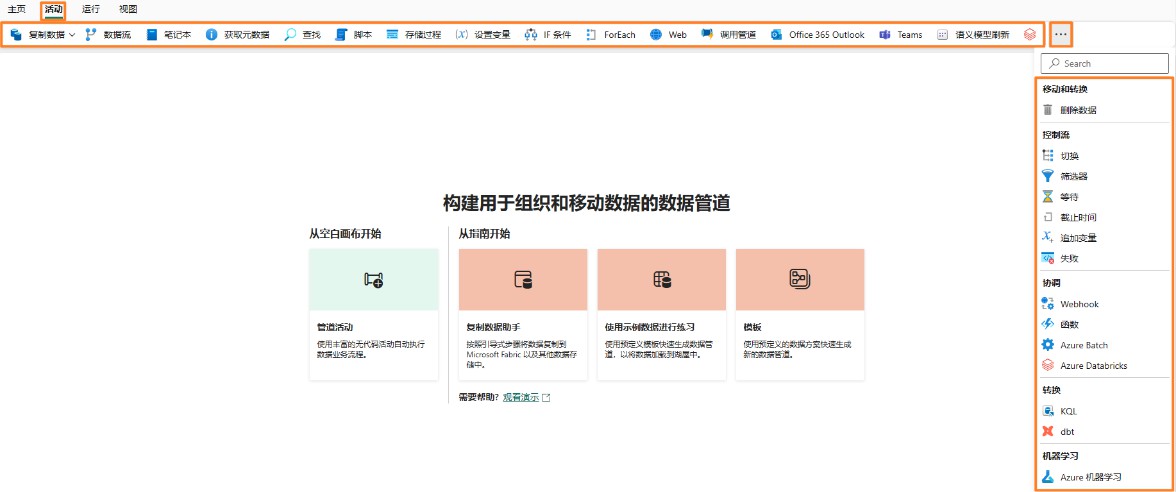 主页 活动 运行 视图
复制数据 数据流 笔记本 获取元数据 查找 脚本 存储过程 设置变量 IF 条件 ForEach Web 调用管道 Office 365 Outlook Teams 语义模型刷新 ...
Search
移动和转换
删除数据
控制流
切换
筛选器
等待
截止时间
追加变量
失败
协调
Webhook
函数
Azure Batch
Azure Databricks
转换
KQL
dbt
机器学习
Azure 机器学习
构建用于组织和移动数据的数据管道
从空白画布开始
管道活动
使用丰富的无代码活动自动执行
数据业务流程。
从指南开始
复制数据助手
按照引导式步骤将数据复制到
Microsoft Fabric 以及其他数据存
储中。
使用示例数据进行练习
使用预定义模板快速生成数据管
道，以将数据加载到湖屋中。
模板
使用预定义的数据方案快速生成
新的数据管道。
需要帮助? 观看演示